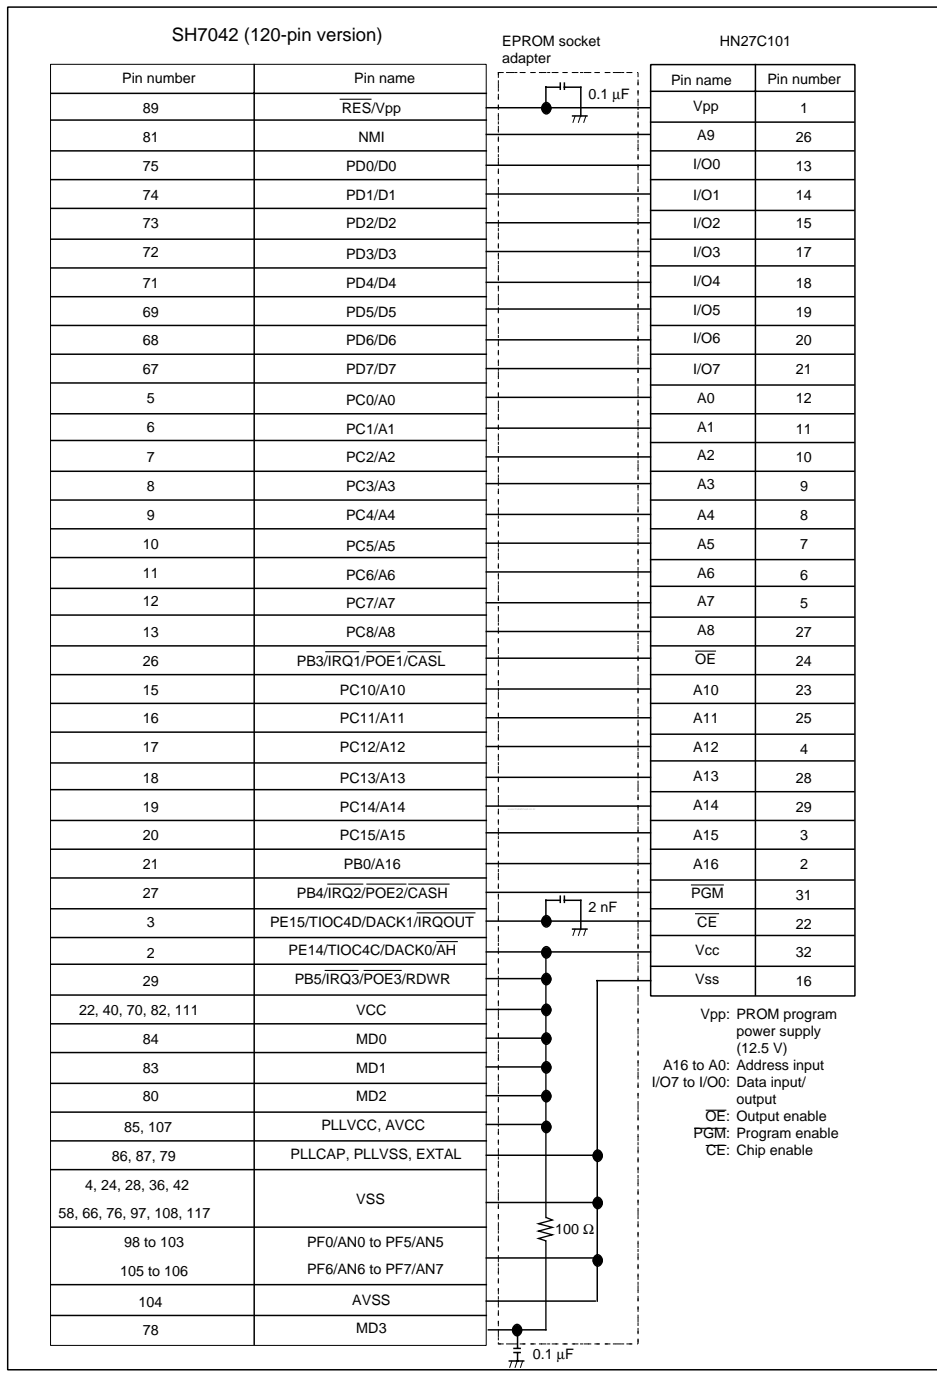 SH7042 (120-pin version)
EPROM socket
adapter
HN27C101
Pin number Pin name Pin name Pin number
89 RES/Vpp 0.1 µF Vpp 1
81 NMI A9 26
75 PD0/D0 I/O0 13
74 PD1/D1 I/O1 14
73 PD2/D2 I/O2 15
72 PD3/D3 I/O3 17
71 PD4/D4 I/O4 18
69 PD5/D5 I/O5 19
68 PD6/D6 I/O6 20
67 PD7/D7 I/O7 21
5 PC0/A0 A0 12
6 PC1/A1 A1 11
7 PC2/A2 A2 10
8 PC3/A3 A3 9
9 PC4/A4 A4 8
10 PC5/A5 A5 7
11 PC6/A6 A6 6
12 PC7/A7 A7 5
13 PC8/A8 A8 27
26 PB3/IRQ1/POE1/CASL OE 24
15 PC10/A10 A10 23
16 PC11/A11 A11 25
17 PC12/A12 A12 4
18 PC13/A13 A13 28
19 PC14/A14 A14 29
20 PC15/A15 A15 3
21 PB0/A16 A16 2
27 PB4/IRQ2/POE2/CASH PGM 31
3 PE15/TIOC4D/DACK1/IRQOUT 2 nF CE 22
2 PE14/TIOC4C/DACK0/AH Vcc 32
29 PB5/IRQ3/POE3/RDWR Vss 16
22, 40, 70, 82, 111 VCC
84 MD0
83 MD1
80 MD2
85, 107 PLLVCC, AVCC
86, 87, 79 PLLCAP, PLLVSS, EXTAL
4, 24, 28, 36, 42
58, 66, 76, 97, 108, 117 VSS
98 to 103 PF0/AN0 to PF5/AN5
105 to 106 PF6/AN6 to PF7/AN7
100 Ω
104 AVSS
78 MD3
0.1 µF
Vpp: PROM program
power supply
(12.5 V)
A16 to A0: Address input
I/O7 to I/O0: Data input/
output
OE: Output enable
PGM: Program enable
CE: Chip enable